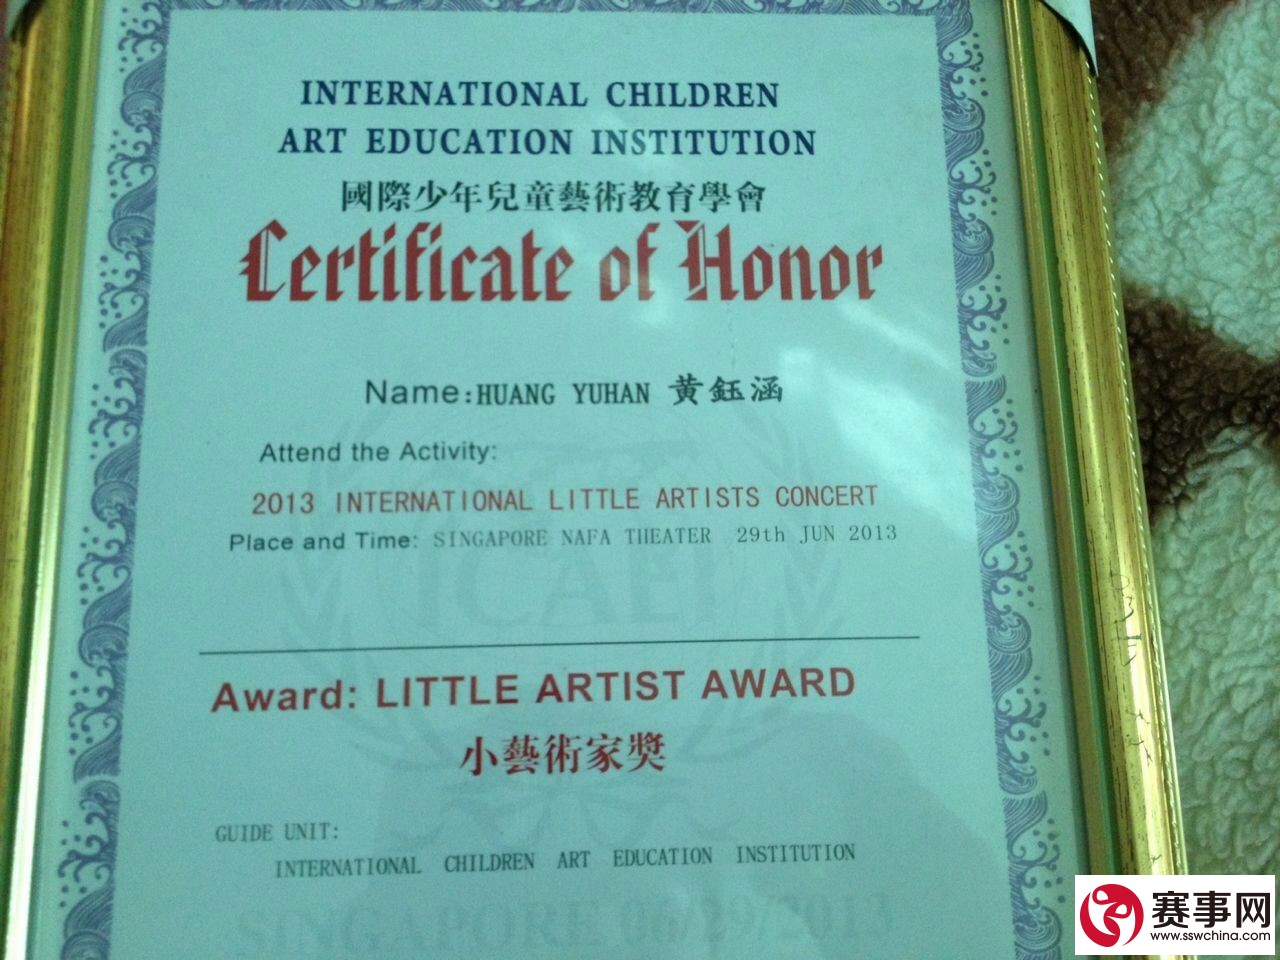 INTERNATIONAL CHILDREN
ART EDUCATION INSTITUTION
國際少年兒童藝術教育學會
Certificate of Honor
Name: HUANG YUHAN 黄鈺涵
Attend the Activity:
2013 INTERNATIONAL LITTLE ARTISTS CONCERT
Place and Time: SINGAPORE NAFA THEATER 29th JUN 2013
ICAEI
Award: LITTLE ARTIST AWARD
小藝術家獎
GUIDE UNIT:
INTERNATIONAL CHILDREN ART EDUCATION INSTITUTION
赛事网
www.sswchina.com